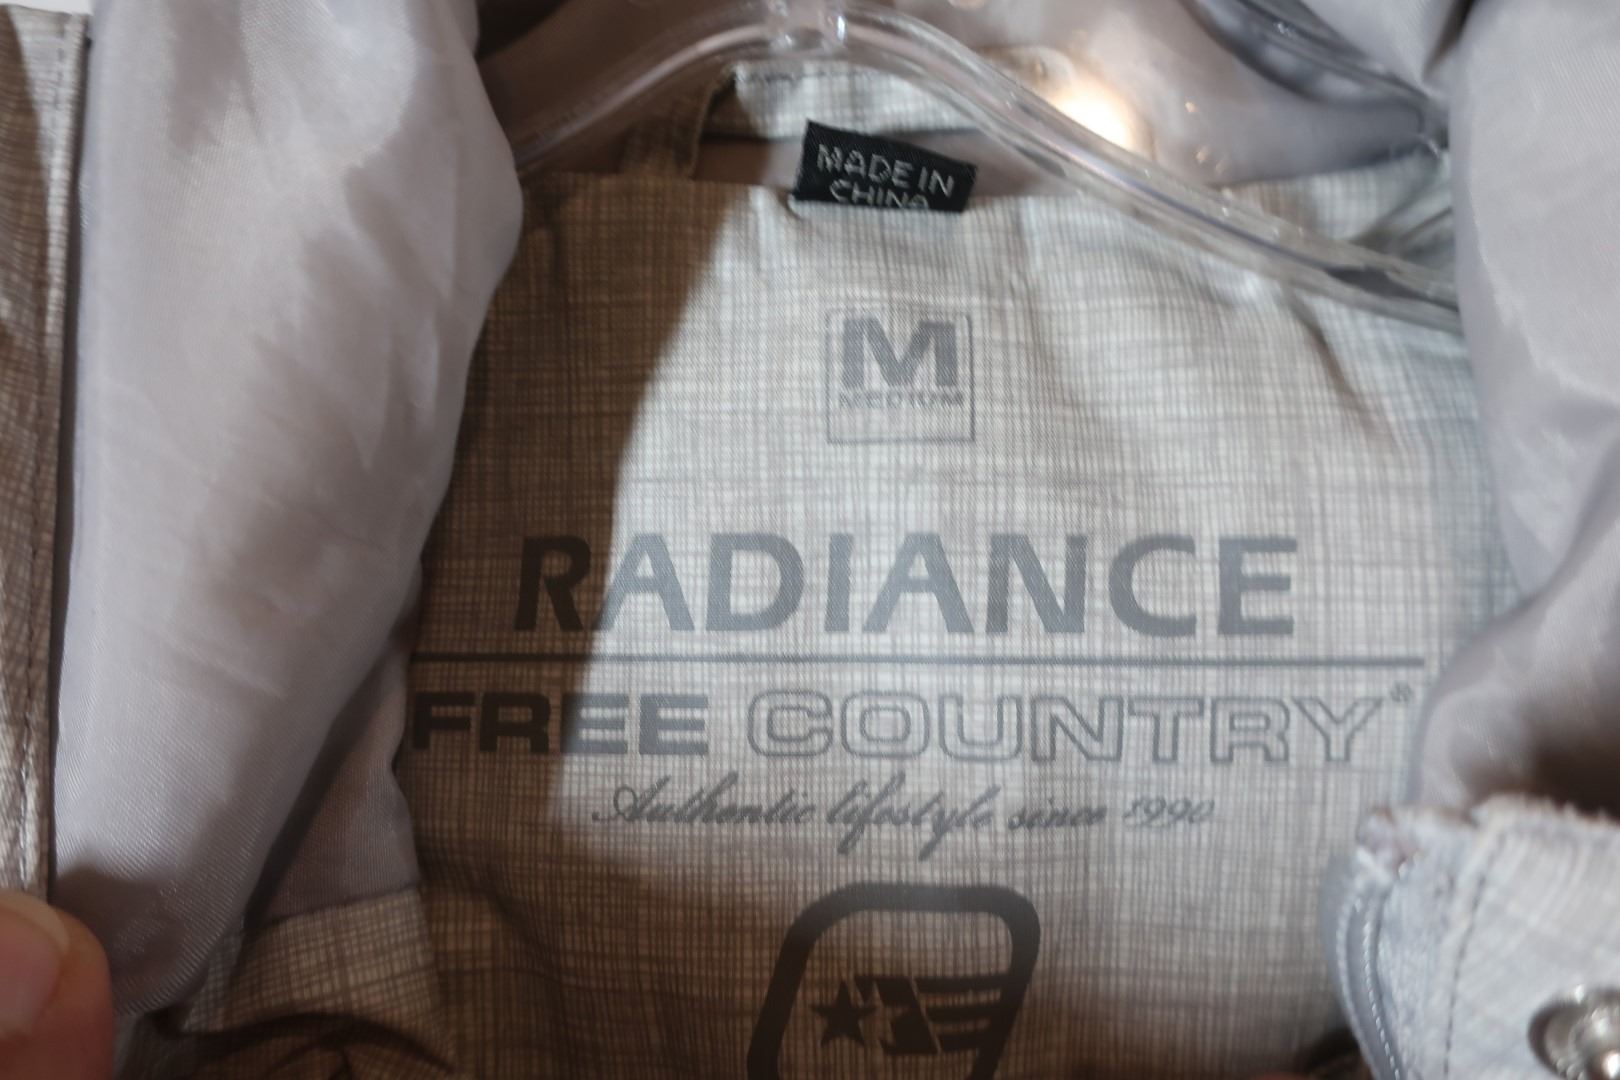 MADE IN
CHINA
M
MEDIUM
RADIANCE
FREE COUNTRY®
Authentic lifestyle since 1990